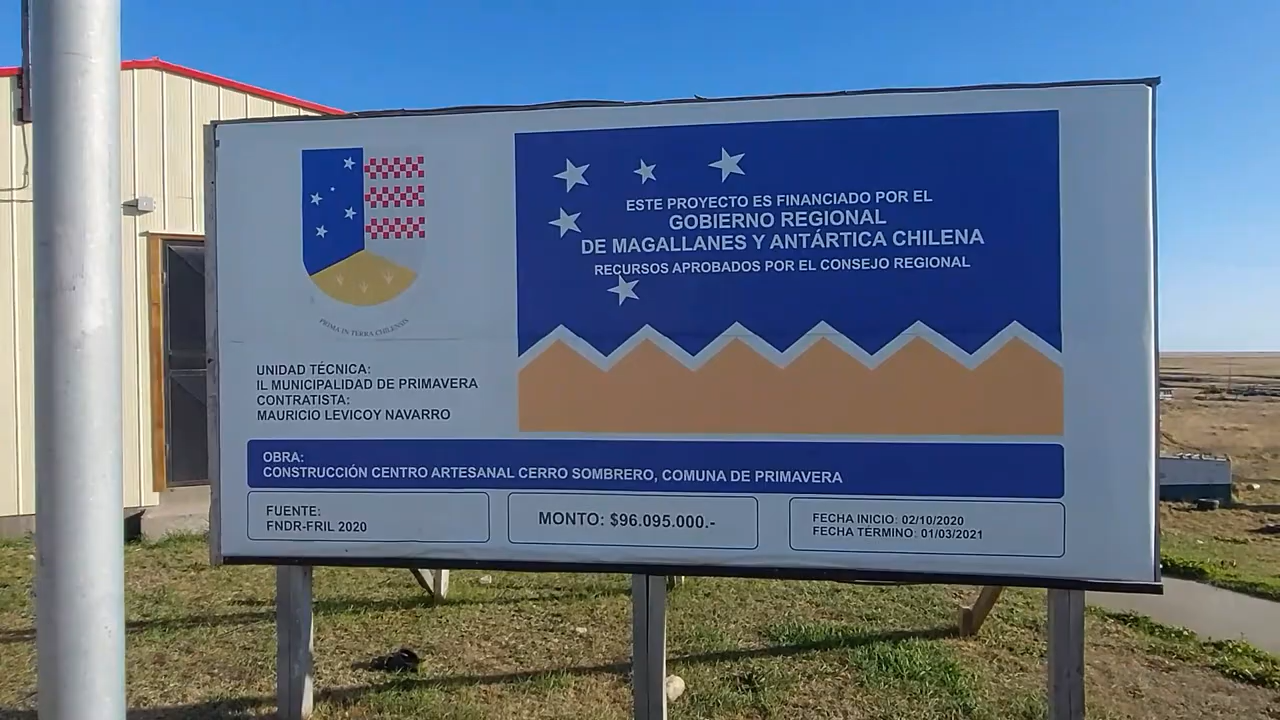 PRIMA IN TERRA CHILENSIS
UNIDAD TÉCNICA:
IL MUNICIPALIDAD DE PRIMAVERA
CONTRATISTA:
MAURICIO LEVICOY NAVARRO
ESTE PROYECTO ES FINANCIADO POR EL
GOBIERNO REGIONAL
DE MAGALLANES Y ANTÁRTICA CHILENA
RECURSOS APROBADOS POR EL CONSEJO REGIONAL
OBRA:
CONSTRUCCIÓN CENTRO ARTESANAL CERRO SOMBRERO, COMUNA DE PRIMAVERA
FUENTE:
FNDR-FRIL 2020
MONTO: $96.095.000.-
FECHA INICIO: 02/10/2020
FECHA TÉRMINO: 01/03/2021